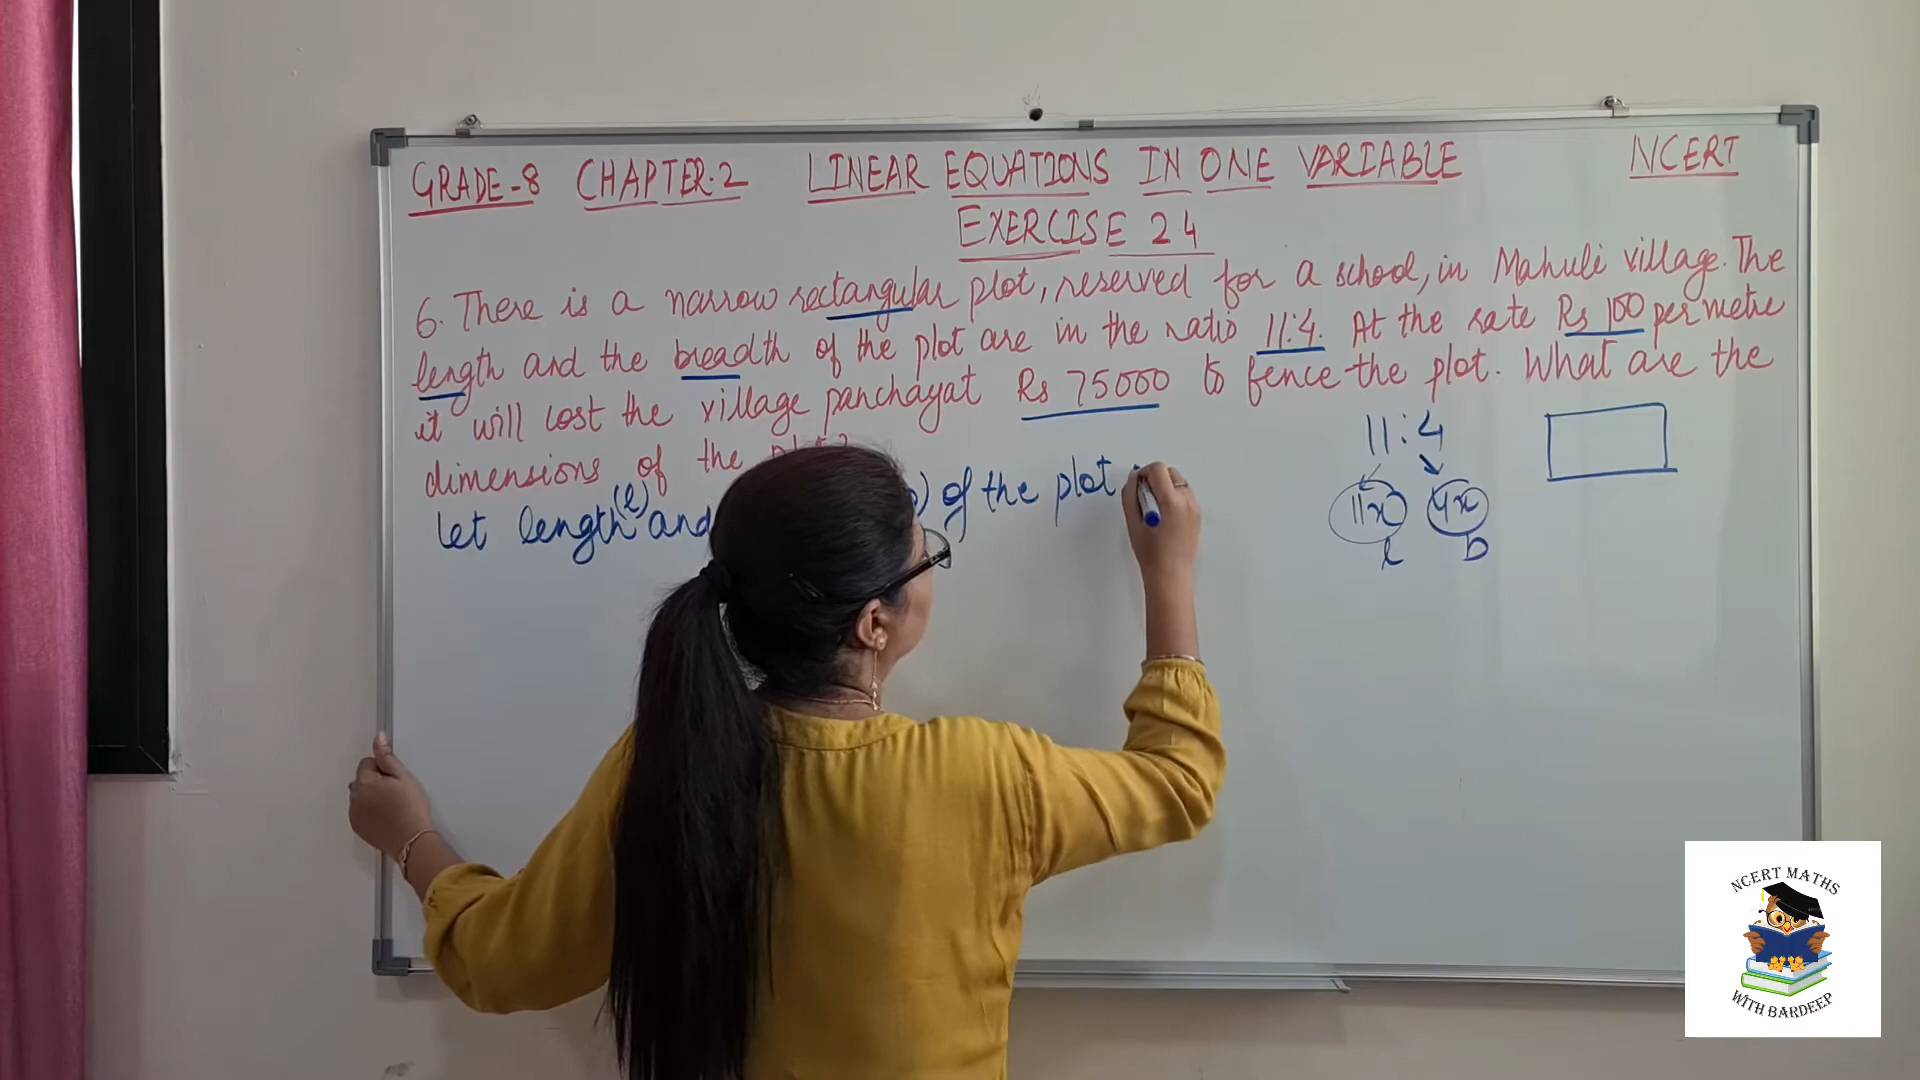 GRADE-8 CHAPTER-2 LINEAR EQUATIONS IN ONE VARIABLE NCERT
EXERCISE 2.4
6. There is a narrow rectangular plot, reserved for a school, in Mahuli village. The
length and the breadth of the plot are in the ratio 11:4. At the rate Rs 100 per metre
it will cost the village panchayat Rs 75000 to fence the plot. What are the
dimensions of the
11:4
let length (l) and of the plot
11x 4x
l b
NCERT MATHS
WITH BARDEEP